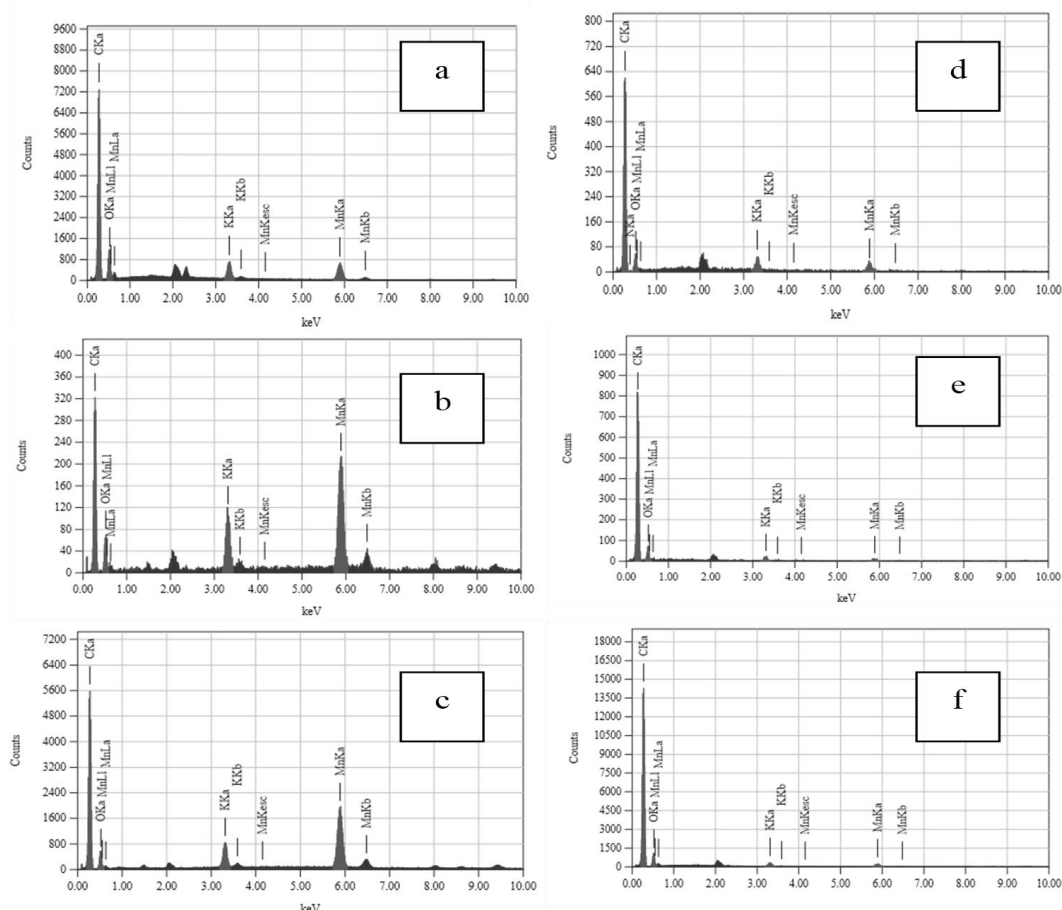 a
9600
8800
8000
7200
6400
5600
4800
4000
3200
2400
1600
800
0
Counts
CKa
OKa MnLl MnLa
KKa
KKb
MnKesc
MnKa
MnKb
0.00 1.00 2.00 3.00 4.00 5.00 6.00 7.00 8.00 9.00 10.00
keV
d
800
720
640
560
480
400
320
240
160
80
0
Counts
CKa
NKa
OKa MnLl MnLa
KKa
KKb
MnKesc
MnKa
MnKb
0.00 1.00 2.00 3.00 4.00 5.00 6.00 7.00 8.00 9.00 10.00
keV
b
400
360
320
280
240
200
160
120
80
40
0
Counts
CKa
OKa MnLl
MnLa
KKa
KKb
MnKesc
MnKa
MnKb
0.00 1.00 2.00 3.00 4.00 5.00 6.00 7.00 8.00 9.00 10.00
keV
e
1000
900
800
700
600
500
400
300
200
100
0
Counts
CKa
OKa MnLl MnLa
KKa
KKb
MnKesc
MnKa
MnKb
0.00 1.00 2.00 3.00 4.00 5.00 6.00 7.00 8.00 9.00 10.00
keV
c
7200
6400
5600
4800
4000
3200
2400
1600
800
0
Counts
CKa
OKa MnLl MnLa
KKa
KKb
MnKesc
MnKa
MnKb
0.00 1.00 2.00 3.00 4.00 5.00 6.00 7.00 8.00 9.00 10.00
keV
f
18000
16500
15000
13500
12000
10500
9000
7500
6000
4500
3000
1500
0
Counts
CKa
OKa MnLl MnLa
KKa
KKb
MnKesc
MnKa
MnKb
0.00 1.00 2.00 3.00 4.00 5.00 6.00 7.00 8.00 9.00 10.00
keV